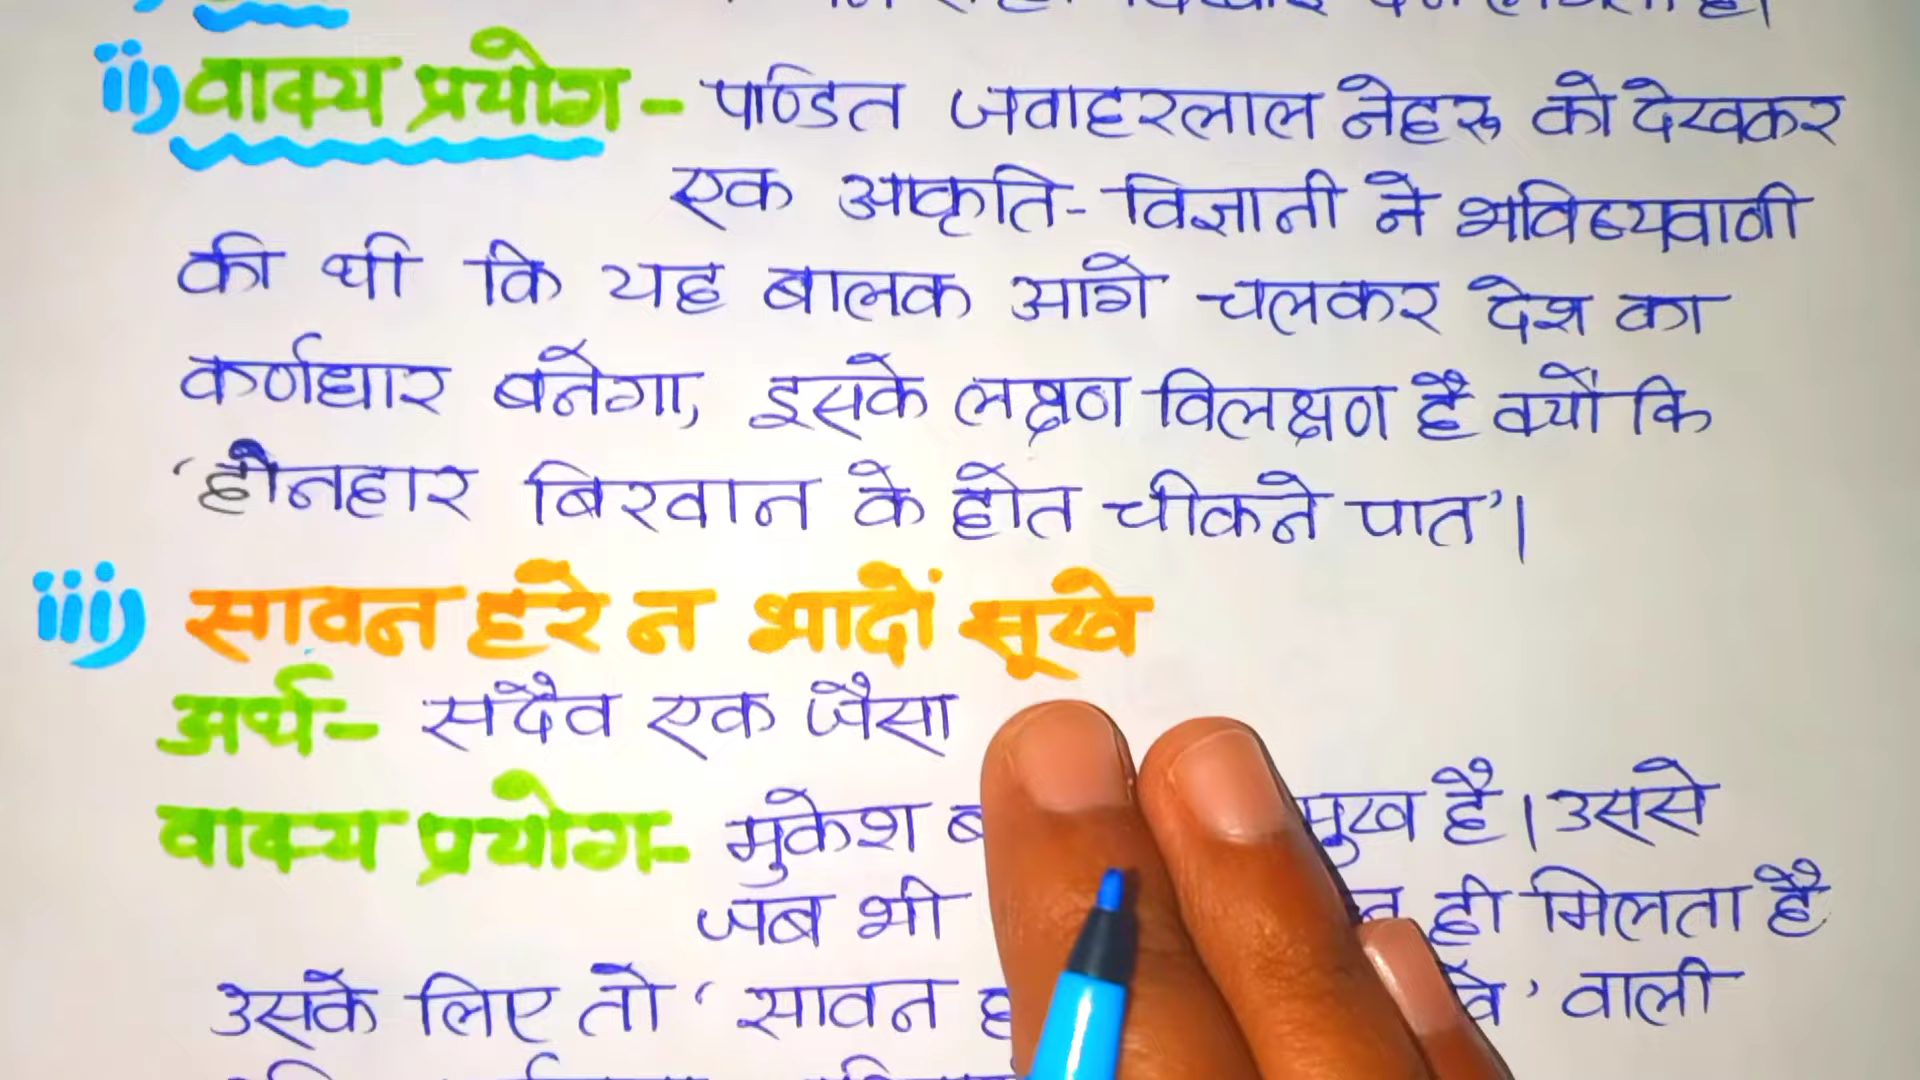 ii) वाक्य प्रयोग - पण्डित जवाहरलाल नेहरू को देखकर
एक आकृति- विज्ञानी ने भविष्यवाणी
की थी कि यह बालक आगे चलकर देश का
कर्णधार बनेगा, इसके लक्षण विलक्षण है क्यों कि
'होनहार बिरवान के होत चीकने पात'।
iii) सावन हरे न भादों सूखे
अर्थ- सदैव एक जैसा
वाक्य प्रयोग- मुकेश मुख है। उससे
जब भी ही मिलता है
उसके लिए तो ' सावन ' वाली